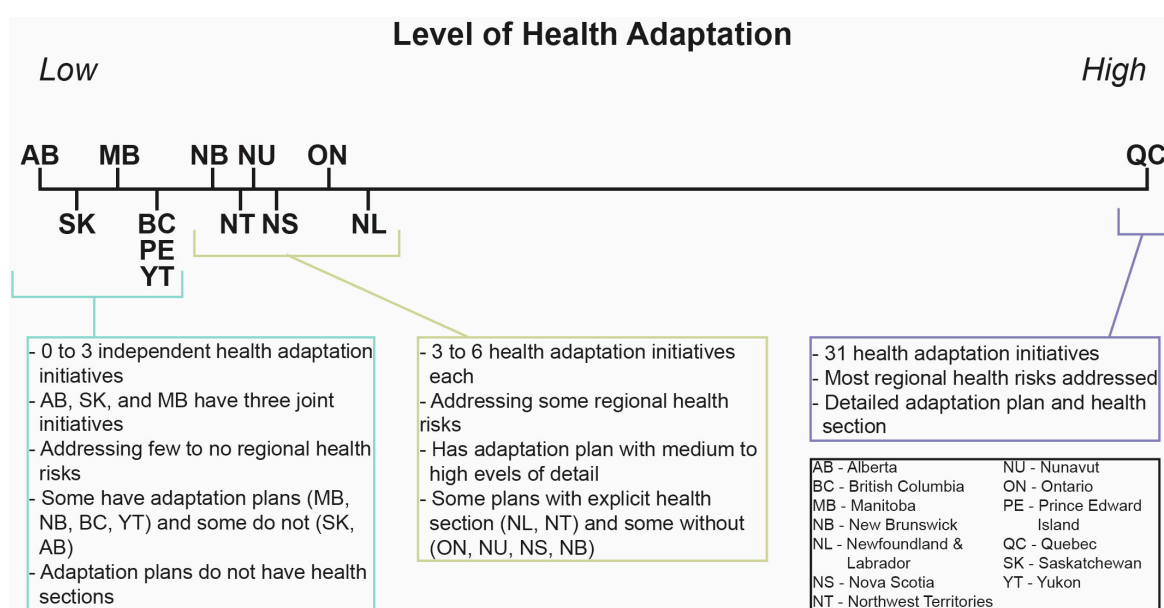 Level of Health Adaptation
Low
High
AB MB NB NU ON QC
SK BC NT NS NL
PE
YT
- 0 to 3 independent health adaptation
initiatives
- AB, SK, and MB have three joint
initiatives
- Addressing few to no regional health
risks
- Some have adaptation plans (MB,
NB, BC, YT) and some do not (SK,
AB)
- Adaptation plans do not have health
sections
- 3 to 6 health adaptation initiatives
each
- Addressing some regional health
risks
- Has adaptation plan with medium to
high evels of detail
- Some plans with explicit health
section (NL, NT) and some without
(ON, NU, NS, NB)
- 31 health adaptation initiatives
- Most regional health risks addressed
- Detailed adaptation plan and health
section
AB - Alberta
BC - British Columbia
MB - Manitoba
NB - New Brunswick
NL - Newfoundland &
Labrador
NS - Nova Scotia
NT - Northwest Territories
NU - Nunavut
ON - Ontario
PE - Prince Edward
Island
QC - Quebec
SK - Saskatchewan
YT - Yukon